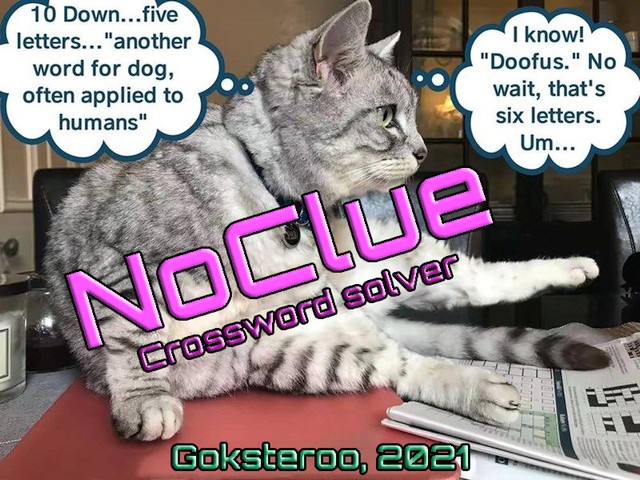 10 Down...five
letters..."another
word for dog,
often applied to
humans"
I know!
"Doofus." No
wait, that's
six letters.
Um...
NoClue
Crossword solver
Goksteroo, 2021